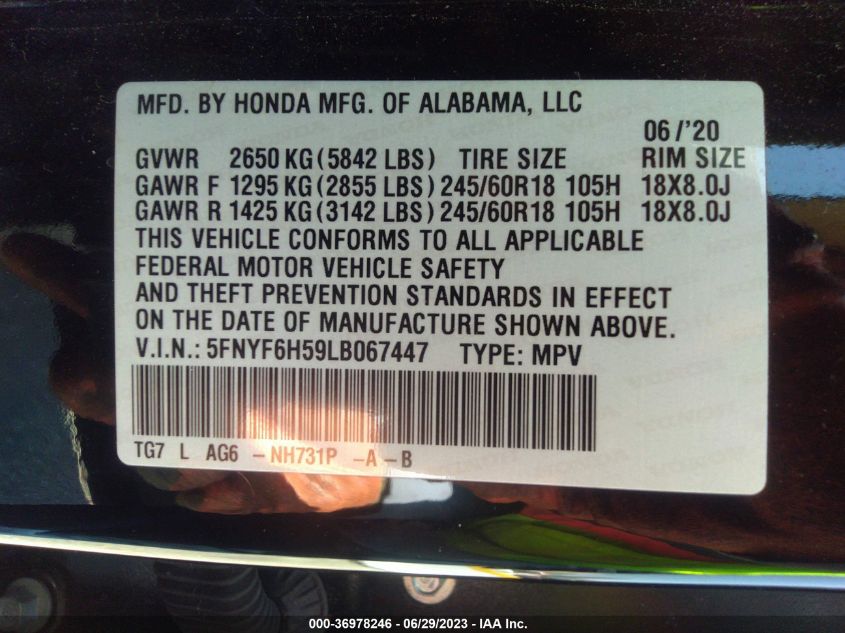 MFD. BY HONDA MFG. OF ALABAMA, LLC
06/'20
GVWR 2650 KG (5842 LBS) TIRE SIZE RIM SIZE
GAWR F 1295 KG (2855 LBS) 245/60R18 105H 18X8.0J
GAWR R 1425 KG (3142 LBS) 245/60R18 105H 18X8.0J
THIS VEHICLE CONFORMS TO ALL APPLICABLE
FEDERAL MOTOR VEHICLE SAFETY
AND THEFT PREVENTION STANDARDS IN EFFECT
ON THE DATE OF MANUFACTURE SHOWN ABOVE.
V.I.N.: 5FNYF6H59LB067447 TYPE: MPV
TG7 L AG6 - NH731P - A - B
000-36978246 - 06/29/2023 - IAA Inc.